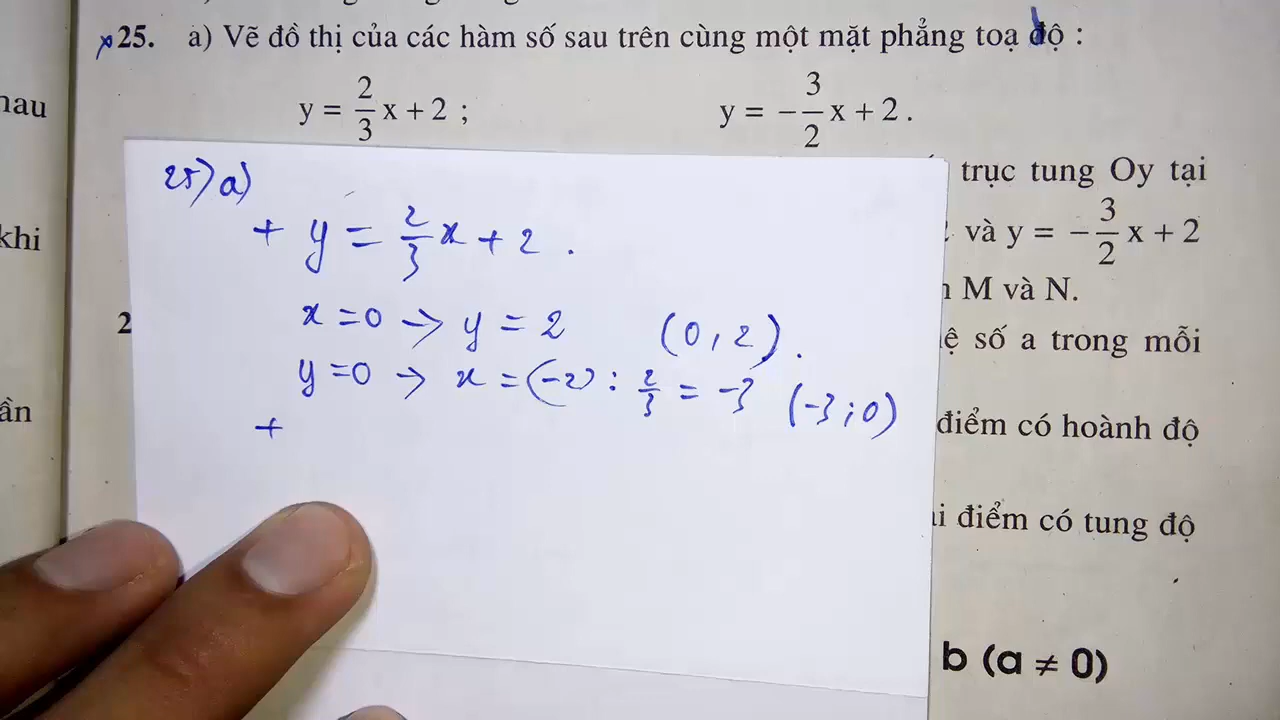 25. a) Vẽ đồ thị của các hàm số sau trên cùng một mặt phẳng toạ độ :
y = 2/3 x + 2 ; y = -3/2 x + 2 .
25) a)
+ y = 2/3 x + 2 .
x = 0 → y = 2 (0, 2).
y = 0 → x = (-2) : 2/3 = -3 (-3 ; 0)
+
trục tung Oy tại
và y = -3/2 x + 2
M và N.
số a trong mỗi
điểm có hoành độ
điểm có tung độ
b (a ≠ 0)
khi
2